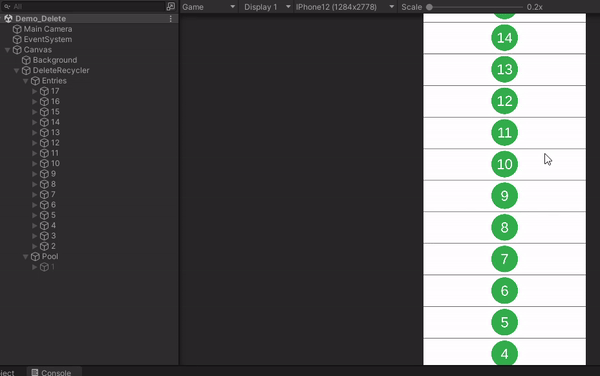 All
Game
Display 1
IPhone12 (1284x2778)
Scale
0.2x
Demo_Delete
Main Camera
EventSystem
Canvas
Background
DeleteRecycler
Entries
17
16
15
14
13
12
11
10
9
8
7
6
5
4
3
2
Pool
1
14
13
12
11
10
9
8
7
6
5
4
ject
Console